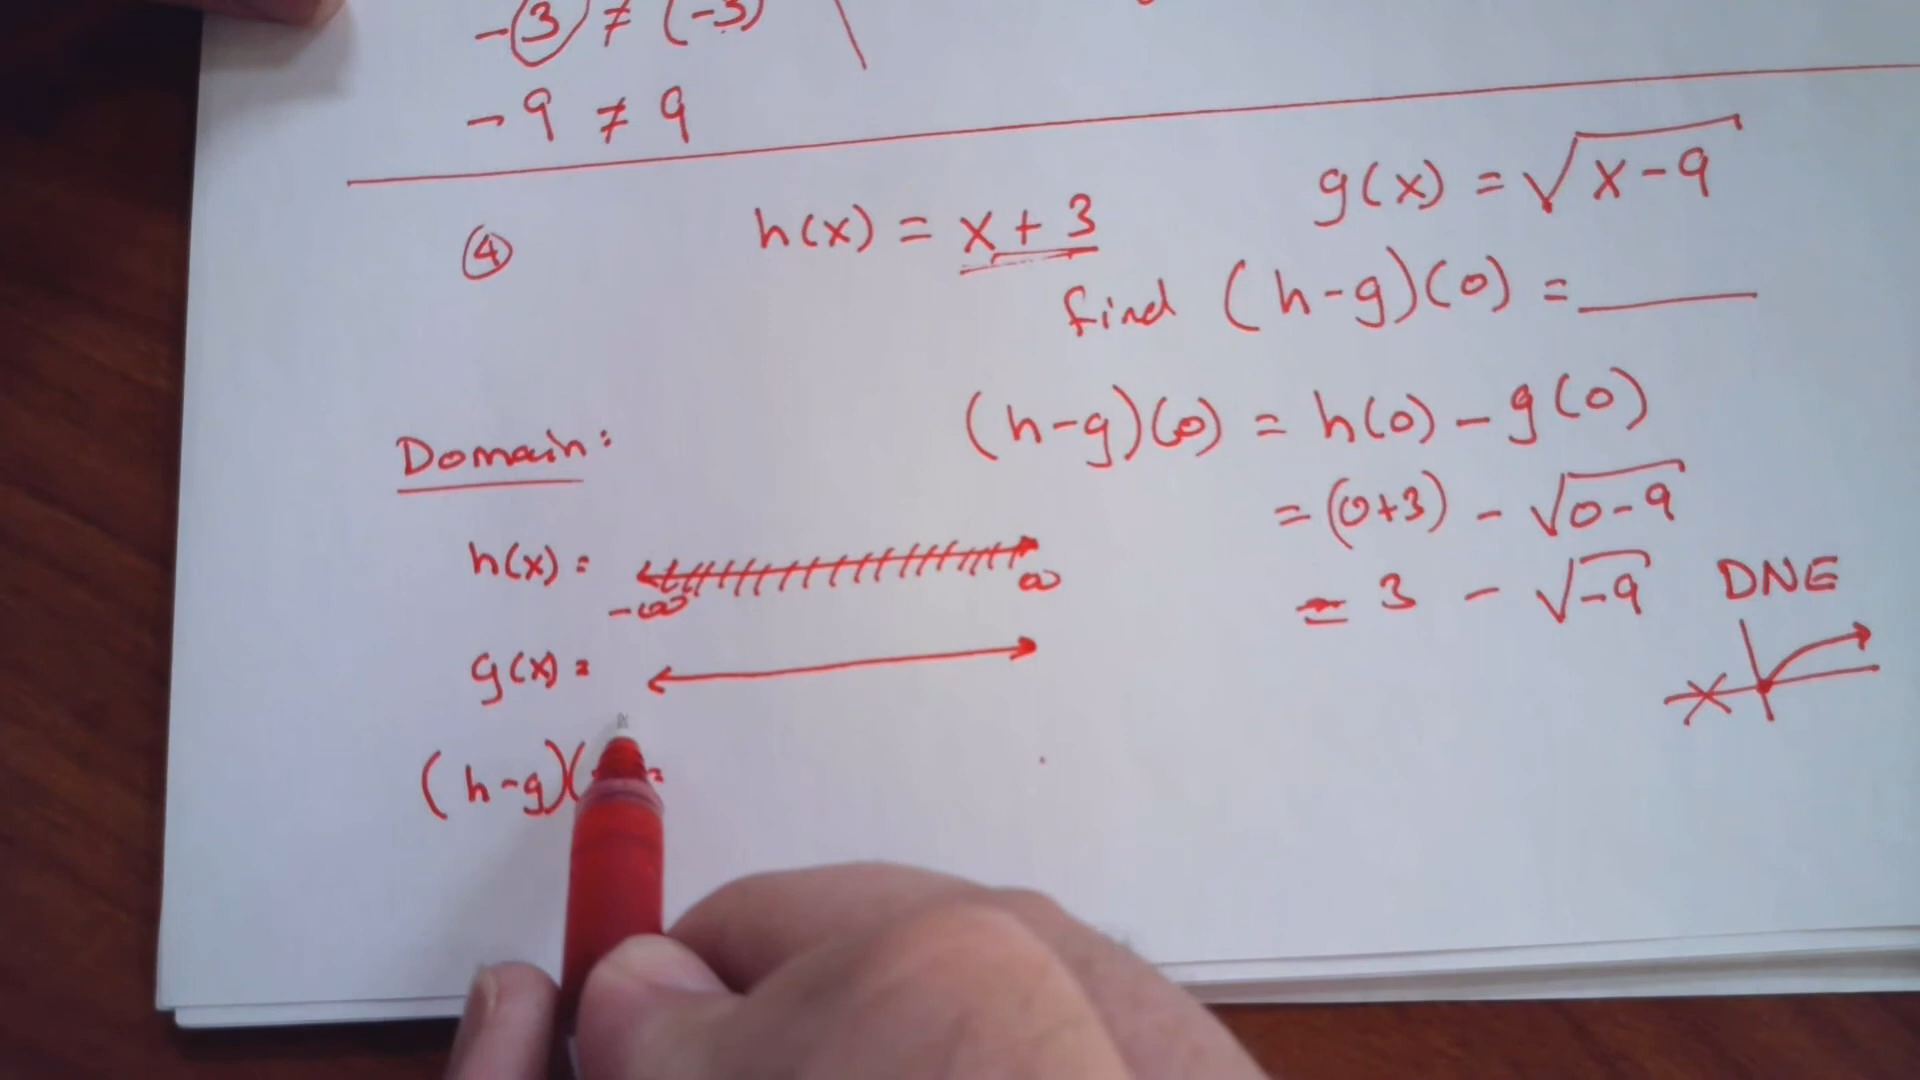 -3 ≠ (-3)
-9 ≠ 9
④ h(x) = x + 3
g(x) = √x-9
find (h-g)(0) = ____
(h-g)(0) = h(0) - g(0)
= (0+3) - √0-9
= 3 - √-9 DNE
Domain:
h(x) =
-∞ ∞
g(x) =
(h-g)( =